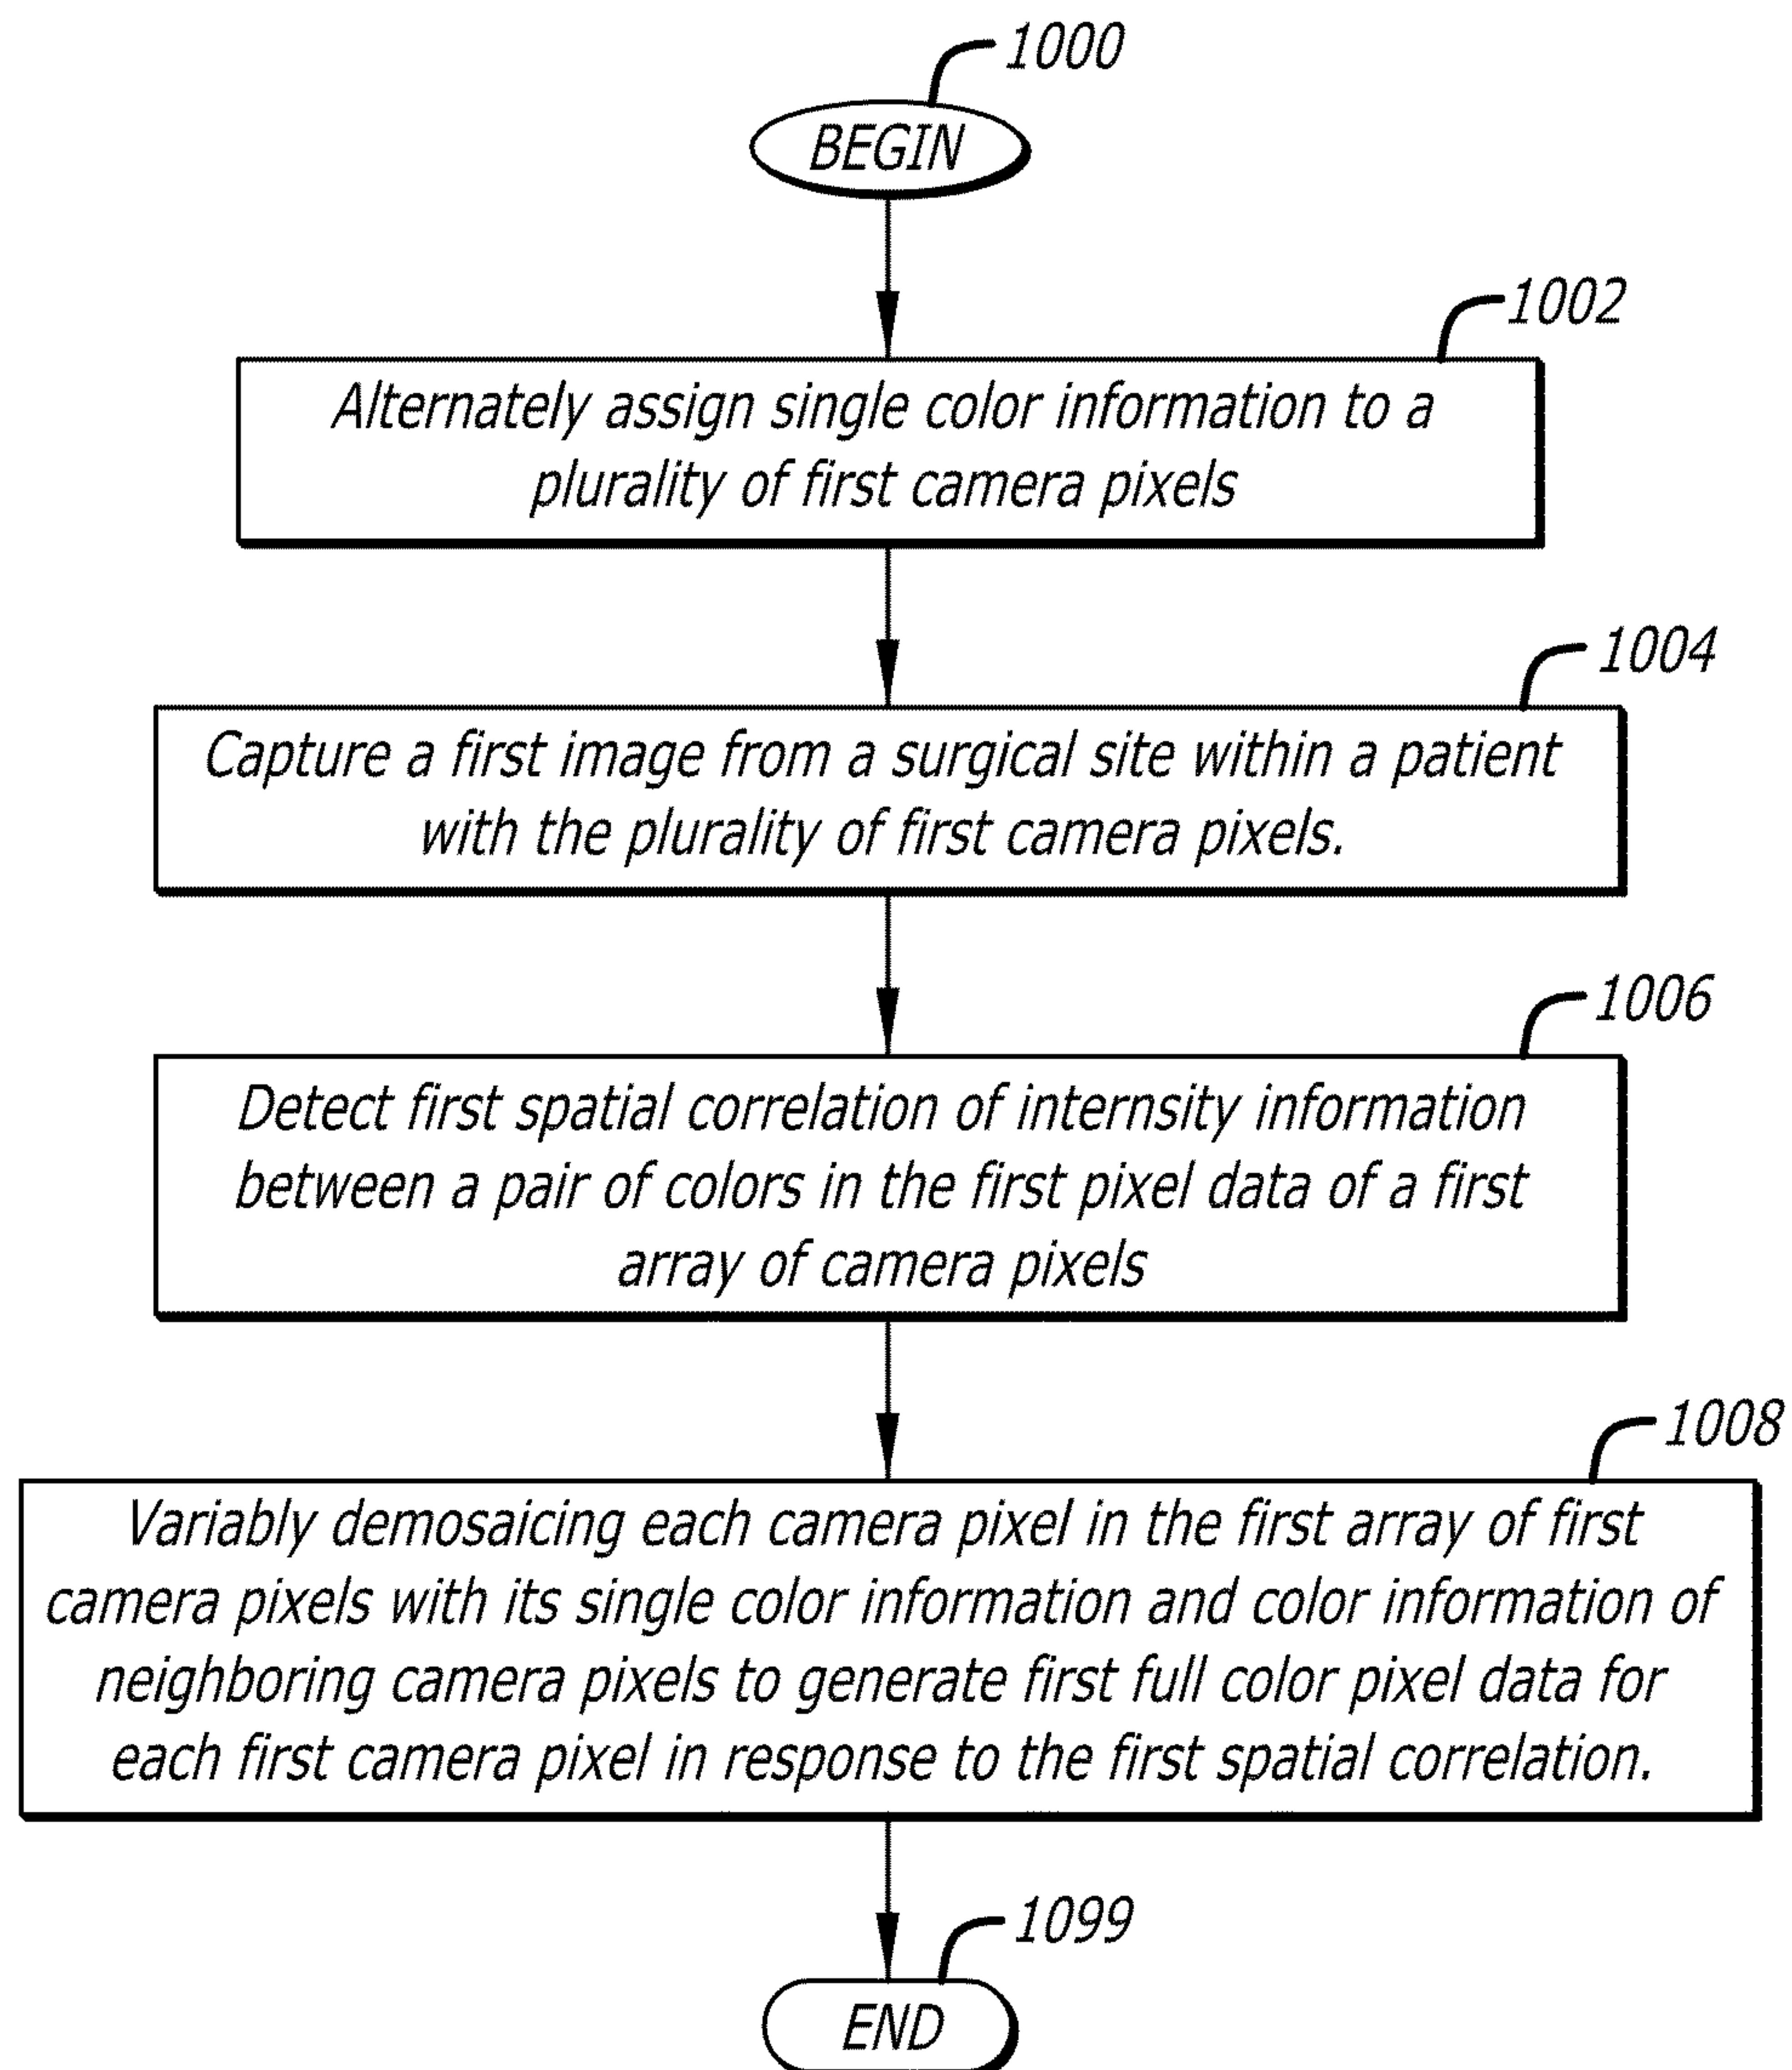 1000
BEGIN
1002
Alternately assign single color information to a
plurality of first camera pixels
1004
Capture a first image from a surgical site within a patient
with the plurality of first camera pixels.
1006
Detect first spatial correlation of internsity information
between a pair of colors in the first pixel data of a first
array of camera pixels
1008
Variably demosaicing each camera pixel in the first array of first
camera pixels with its single color information and color information of
neighboring camera pixels to generate first full color pixel data for
each first camera pixel in response to the first spatial correlation.
1099
END